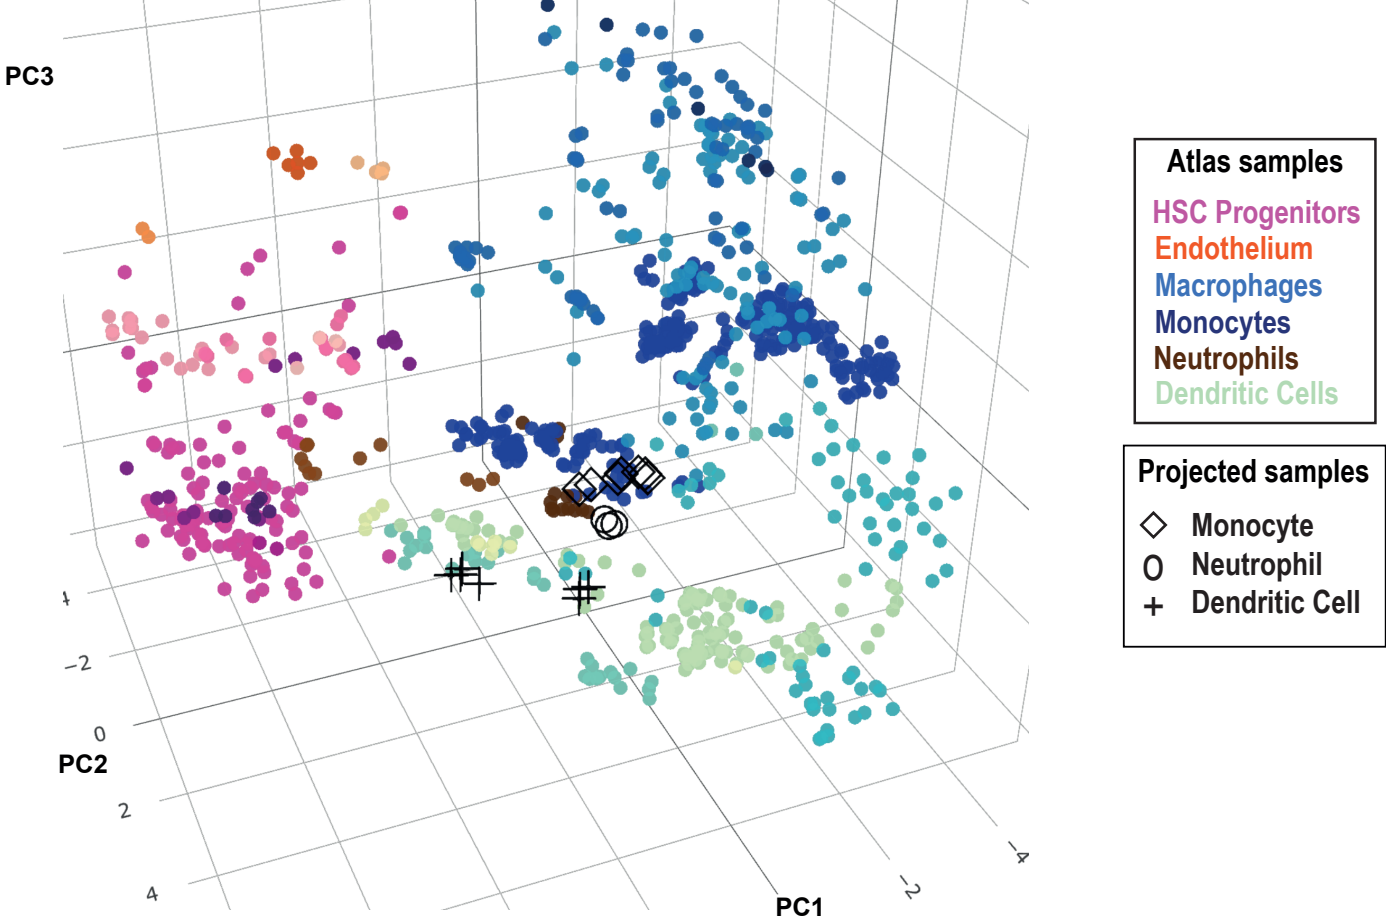 PC3
Atlas samples
HSC Progenitors
Endothelium
Macrophages
Monocytes
Neutrophils
Dendritic Cells
Projected samples
Monocyte
Neutrophil
Dendritic Cell
−2
0
PC2
2
4
PC1
−2
−4